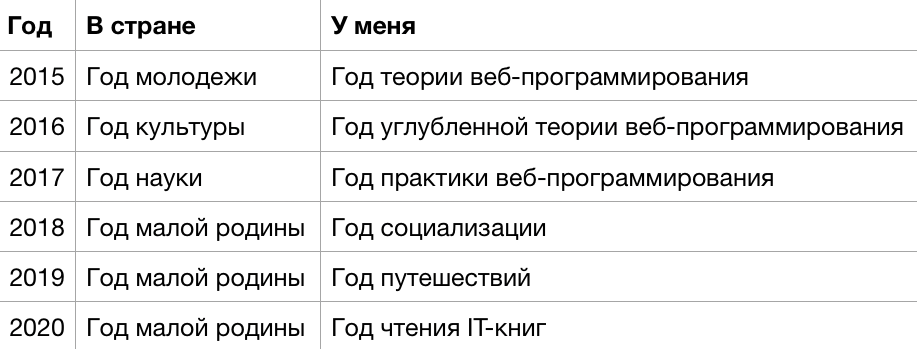 Год В стране У меня
2015 Год молодежи Год теории веб-программирования
2016 Год культуры Год углубленной теории веб-программирования
2017 Год науки Год практики веб-программирования
2018 Год малой родины Год социализации
2019 Год малой родины Год путешествий
2020 Год малой родины Год чтения IT-книг